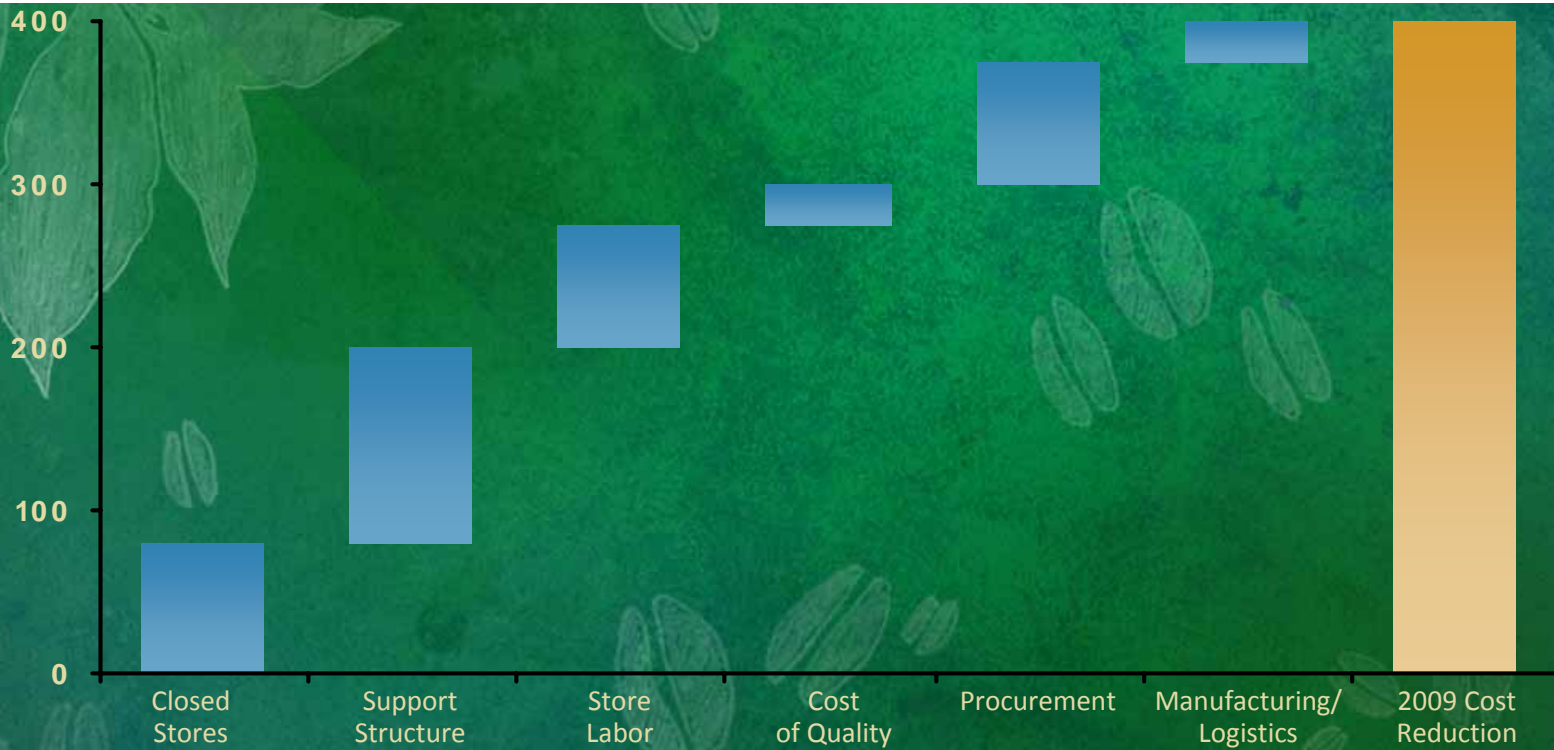 400
300
200
100
0
Closed
Stores
Support
Structure
Store
Labor
Cost
of Quality
Procurement
Manufacturing/
Logistics
2009 Cost
Reduction